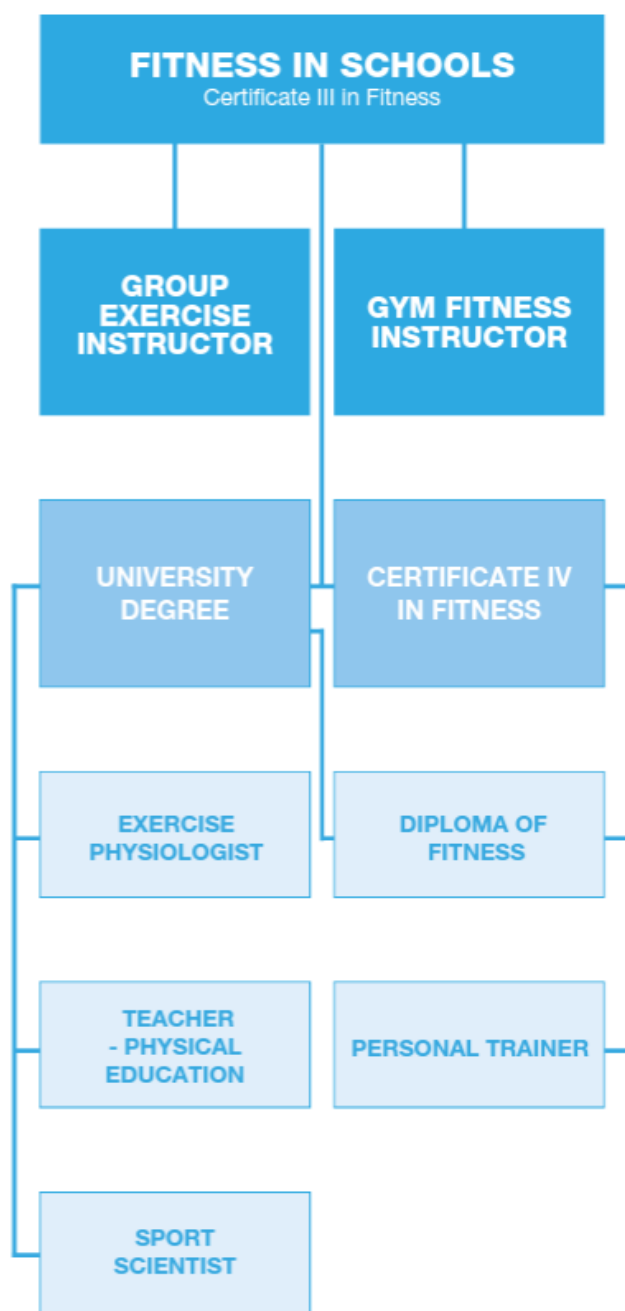 FITNESS IN SCHOOLS
Certificate III in Fitness
GROUP
EXERCISE
INSTRUCTOR
GYM FITNESS
INSTRUCTOR
UNIVERSITY
DEGREE
CERTIFICATE IV
IN FITNESS
EXERCISE
PHYSIOLOGIST
DIPLOMA OF
FITNESS
TEACHER
- PHYSICAL
EDUCATION
PERSONAL TRAINER
SPORT
SCIENTIST